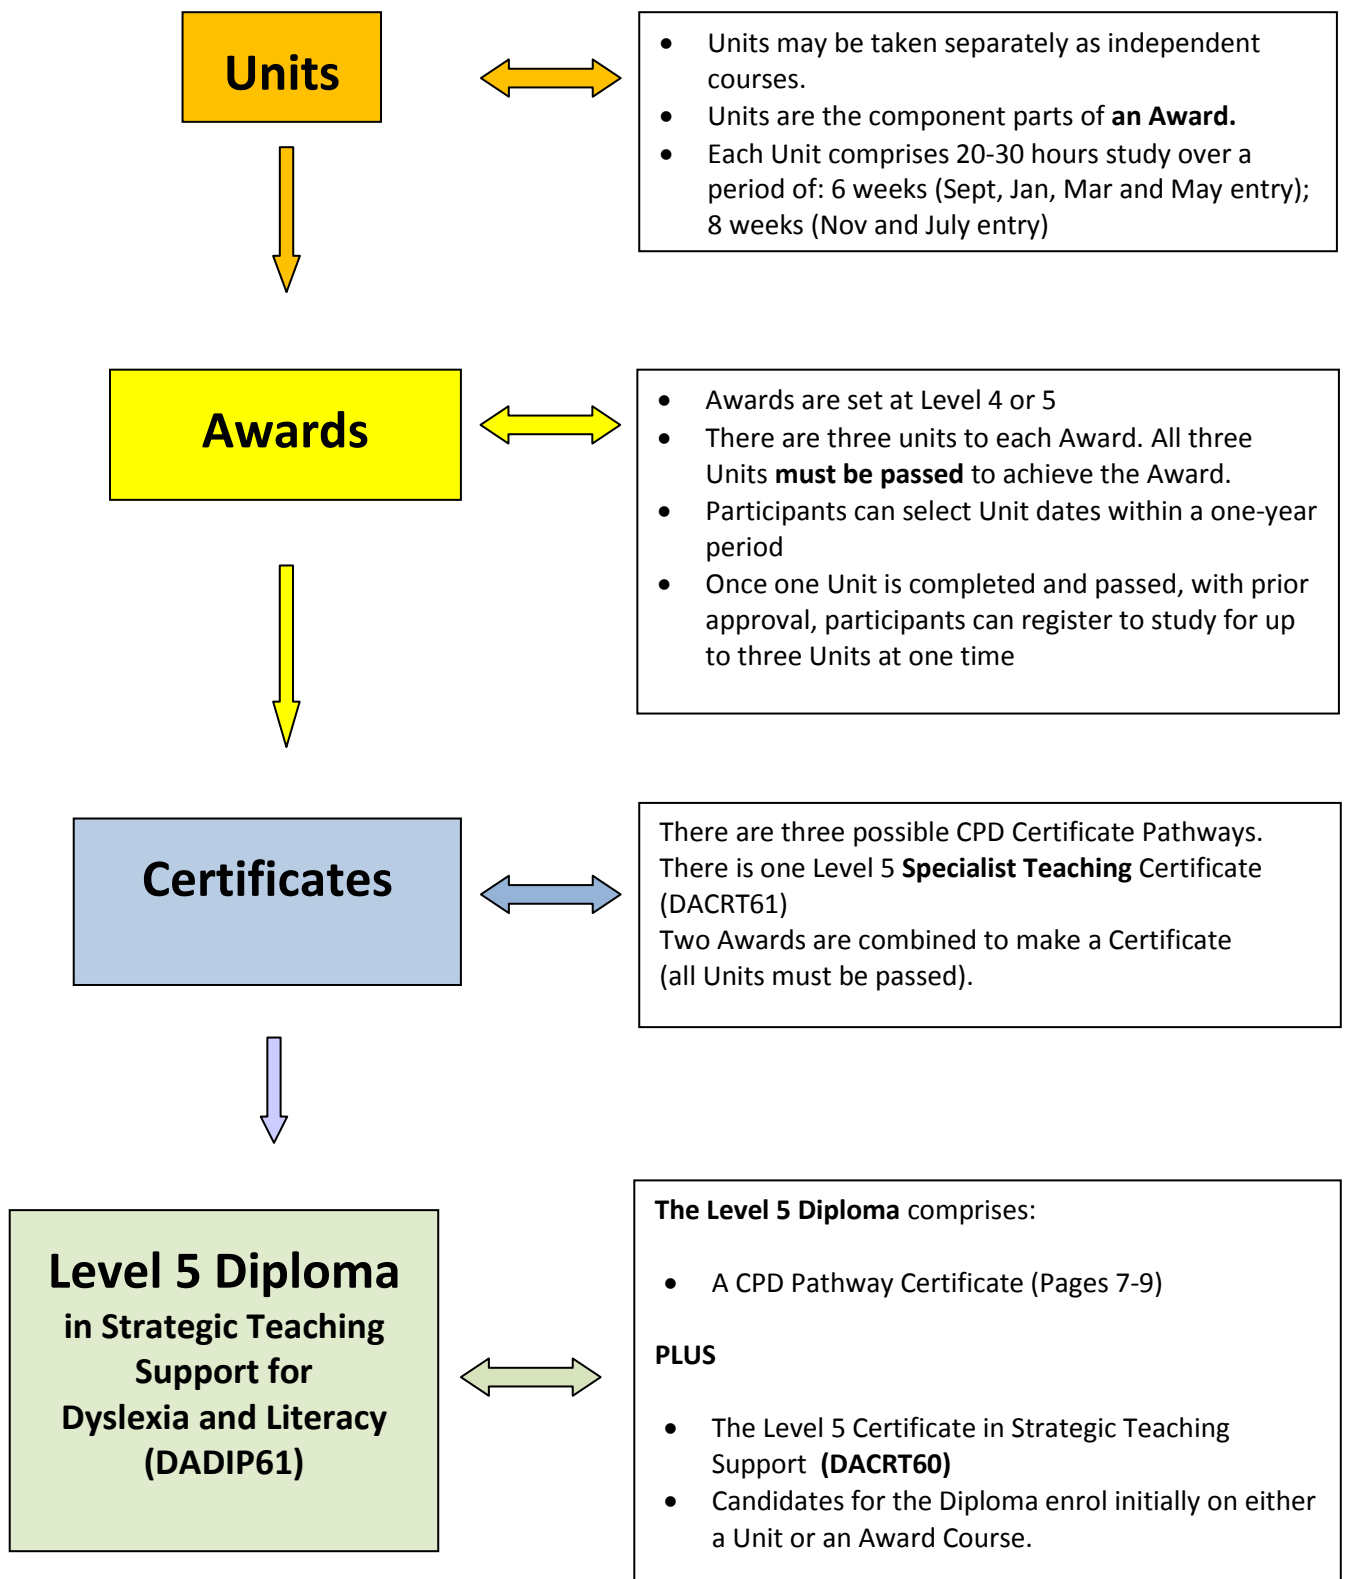 Units
• Units may be taken separately as independent
courses.
• Units are the component parts of an Award.
• Each Unit comprises 20-30 hours study over a
period of: 6 weeks (Sept, Jan, Mar and May entry);
8 weeks (Nov and July entry)
Awards
• Awards are set at Level 4 or 5
• There are three units to each Award. All three
Units must be passed to achieve the Award.
• Participants can select Unit dates within a one-year
period
• Once one Unit is completed and passed, with prior
approval, participants can register to study for up
to three Units at one time
Certificates
There are three possible CPD Certificate Pathways.
There is one Level 5 Specialist Teaching Certificate
(DACRT61)
Two Awards are combined to make a Certificate
(all Units must be passed).
Level 5 Diploma
in Strategic Teaching
Support for
Dyslexia and Literacy
(DADIP61)
The Level 5 Diploma comprises:
• A CPD Pathway Certificate (Pages 7-9)
PLUS
• The Level 5 Certificate in Strategic Teaching
Support (DACRT60)
• Candidates for the Diploma enrol initially on either
a Unit or an Award Course.